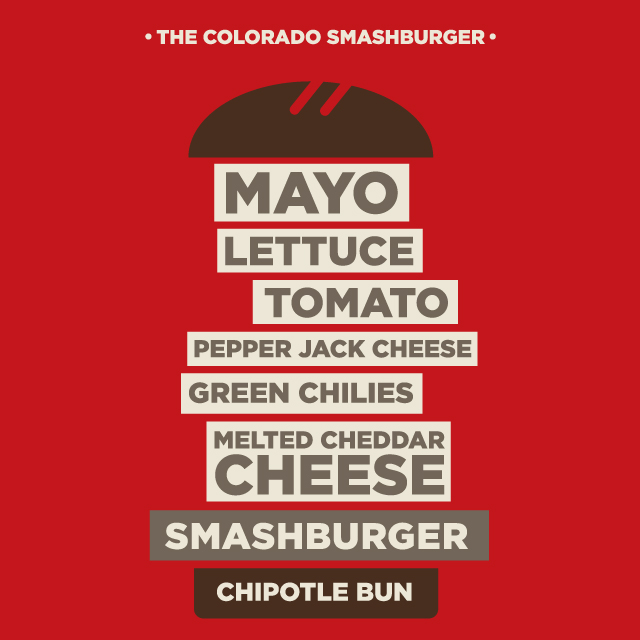 • THE COLORADO SMASHBURGER •
MAYO
LETTUCE
TOMATO
PEPPER JACK CHEESE
GREEN CHILIES
MELTED CHEDDAR
CHEESE
SMASHBURGER
CHIPOTLE BUN